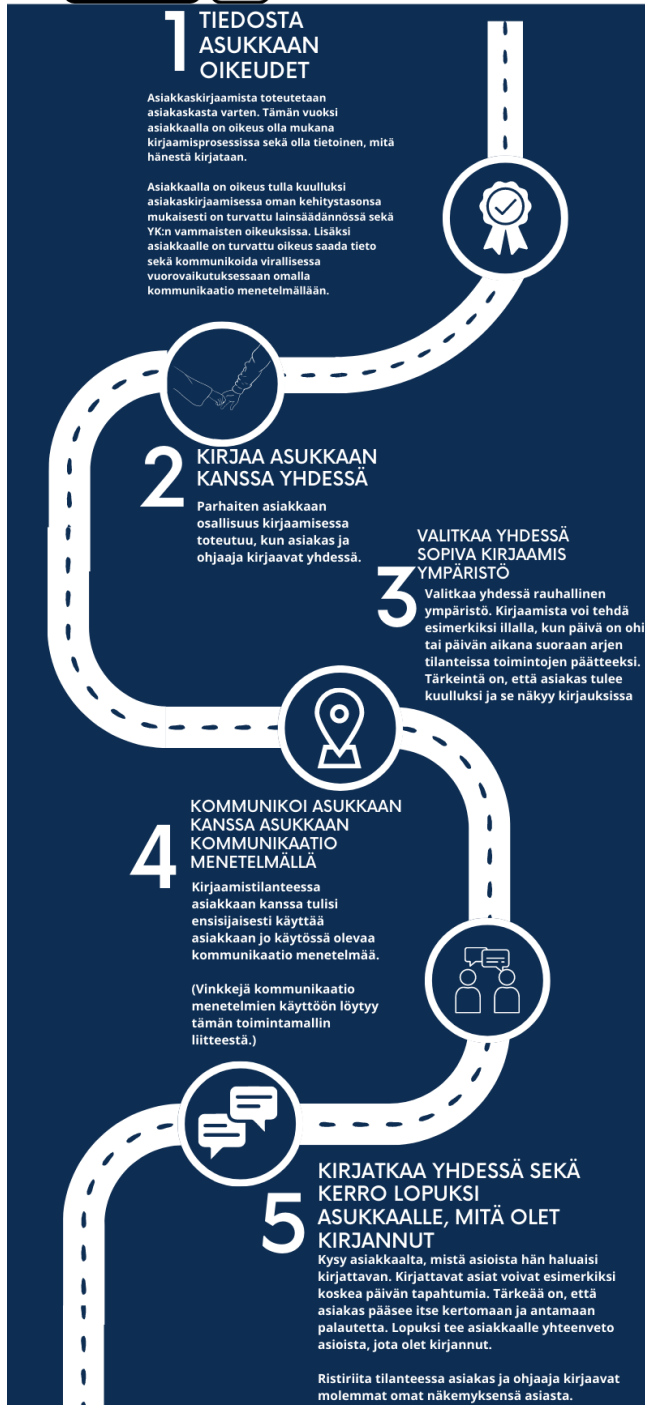 1
TIEDOSTA
ASUKKAAN
OIKEUDET
Asiakkaskirjaamista toteutetaan
asiakaskasta varten. Tämän vuoksi
asiakkaalla on oikeus olla mukana
kirjaamisprosessissa sekä olla tietoinen, mitä
hänestä kirjataan.
Asiakkaalla on oikeus tulla kuulluksi
asiakaskirjaamisessa oman kehitystasonsa
mukaisesti on turvattu lainsäädännössä sekä
YK:n vammaisten oikeuksissa. Lisäksi
asiakkaalle on turvattu oikeus saada tieto
sekä kommunikoida virallisessa
vuorovaikutuksessaan omalla
kommunikaatio menetelmällään.
2
KIRJAA ASUKKAAN
KANSSA YHDESSÄ
Parhaiten asiakkaan
osallisuus kirjaamisessa
toteutuu, kun asiakas ja
ohjaaja kirjaavat yhdessä.
3
VALITKAA YHDESSÄ
SOPIVA KIRJAAMIS
YMPÄRISTÖ
Valitkaa yhdessä rauhallinen
ympäristö. Kirjaamista voi tehdä
esimerkiksi illalla, kun päivä on ohi
tai päivän aikana suoraan arjen
tilanteissa toimintojen päätteeksi.
Tärkeintä on, että asiakas tulee
kuulluksi ja se näkyy kirjauksissa
4
KOMMUNIKOI ASUKKAAN
KANSSA ASUKKAAN
KOMMUNIKAATIO
MENETELMÄLLÄ
Kirjaamistilanteessa
asiakkaan kanssa tulisi
ensisijaisesti käyttää
asiakkaan jo käytössä olevaa
kommunikaatio menetelmää.
(Vinkkejä kommunikaatio
menetelmien käyttöön löytyy
tämän toimintamallin
liitteestä.)
5
KIRJATKAA YHDESSÄ SEKÄ
KERRO LOPUKSI
ASUKKAALLE, MITÄ OLET
KIRJANNUT
Kysy asiakkaalta, mistä asioista hän haluaisi
kirjattavan. Kirjattavat asiat voivat esimerkiksi
koskea päivän tapahtumia. Tärkeää on, että
asiakas pääsee itse kertomaan ja antamaan
palautetta. Lopuksi tee asiakkaalle yhteenveto
asioista, jota olet kirjannut.
Ristiriita tilanteessa asiakas ja ohjaaja kirjaavat
molemmat omat näkemyksensä asiasta.